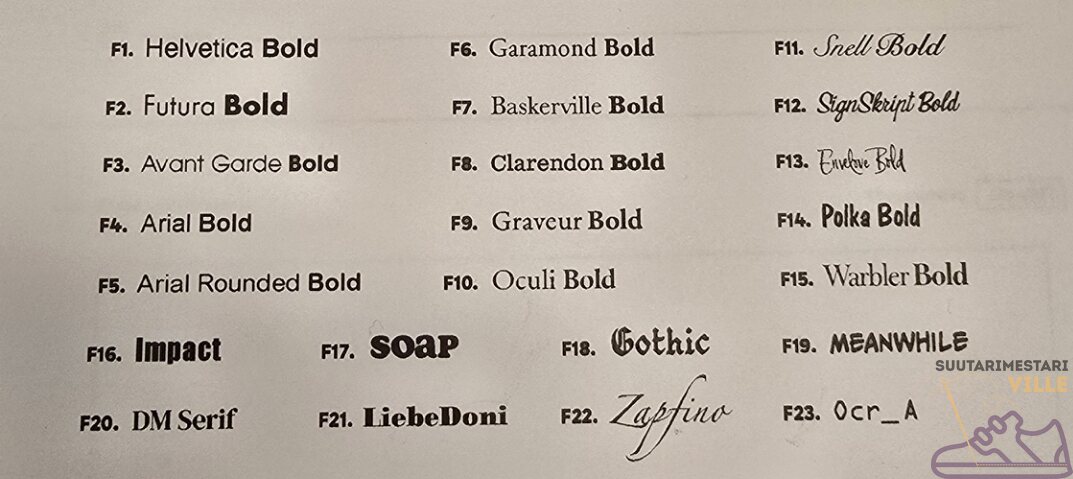 F1. Helvetica Bold F6. Garamond Bold F11. Snell Bold
F2. Futura Bold F7. Baskerville Bold F12. SignSkript Bold
F3. Avant Garde Bold F8. Clarendon Bold F13. Envelove Bold
F4. Arial Bold F9. Graveur Bold F14. Polka Bold
F5. Arial Rounded Bold F10. Oculi Bold F15. Warbler Bold
F16. Impact F17. SOAP F18. Gothic F19. MEANWHILE
SUUTARIMESTARI
VILLE
F20. DM Serif F21. LiebeDoni F22. Zapfino F23. Ocr_A